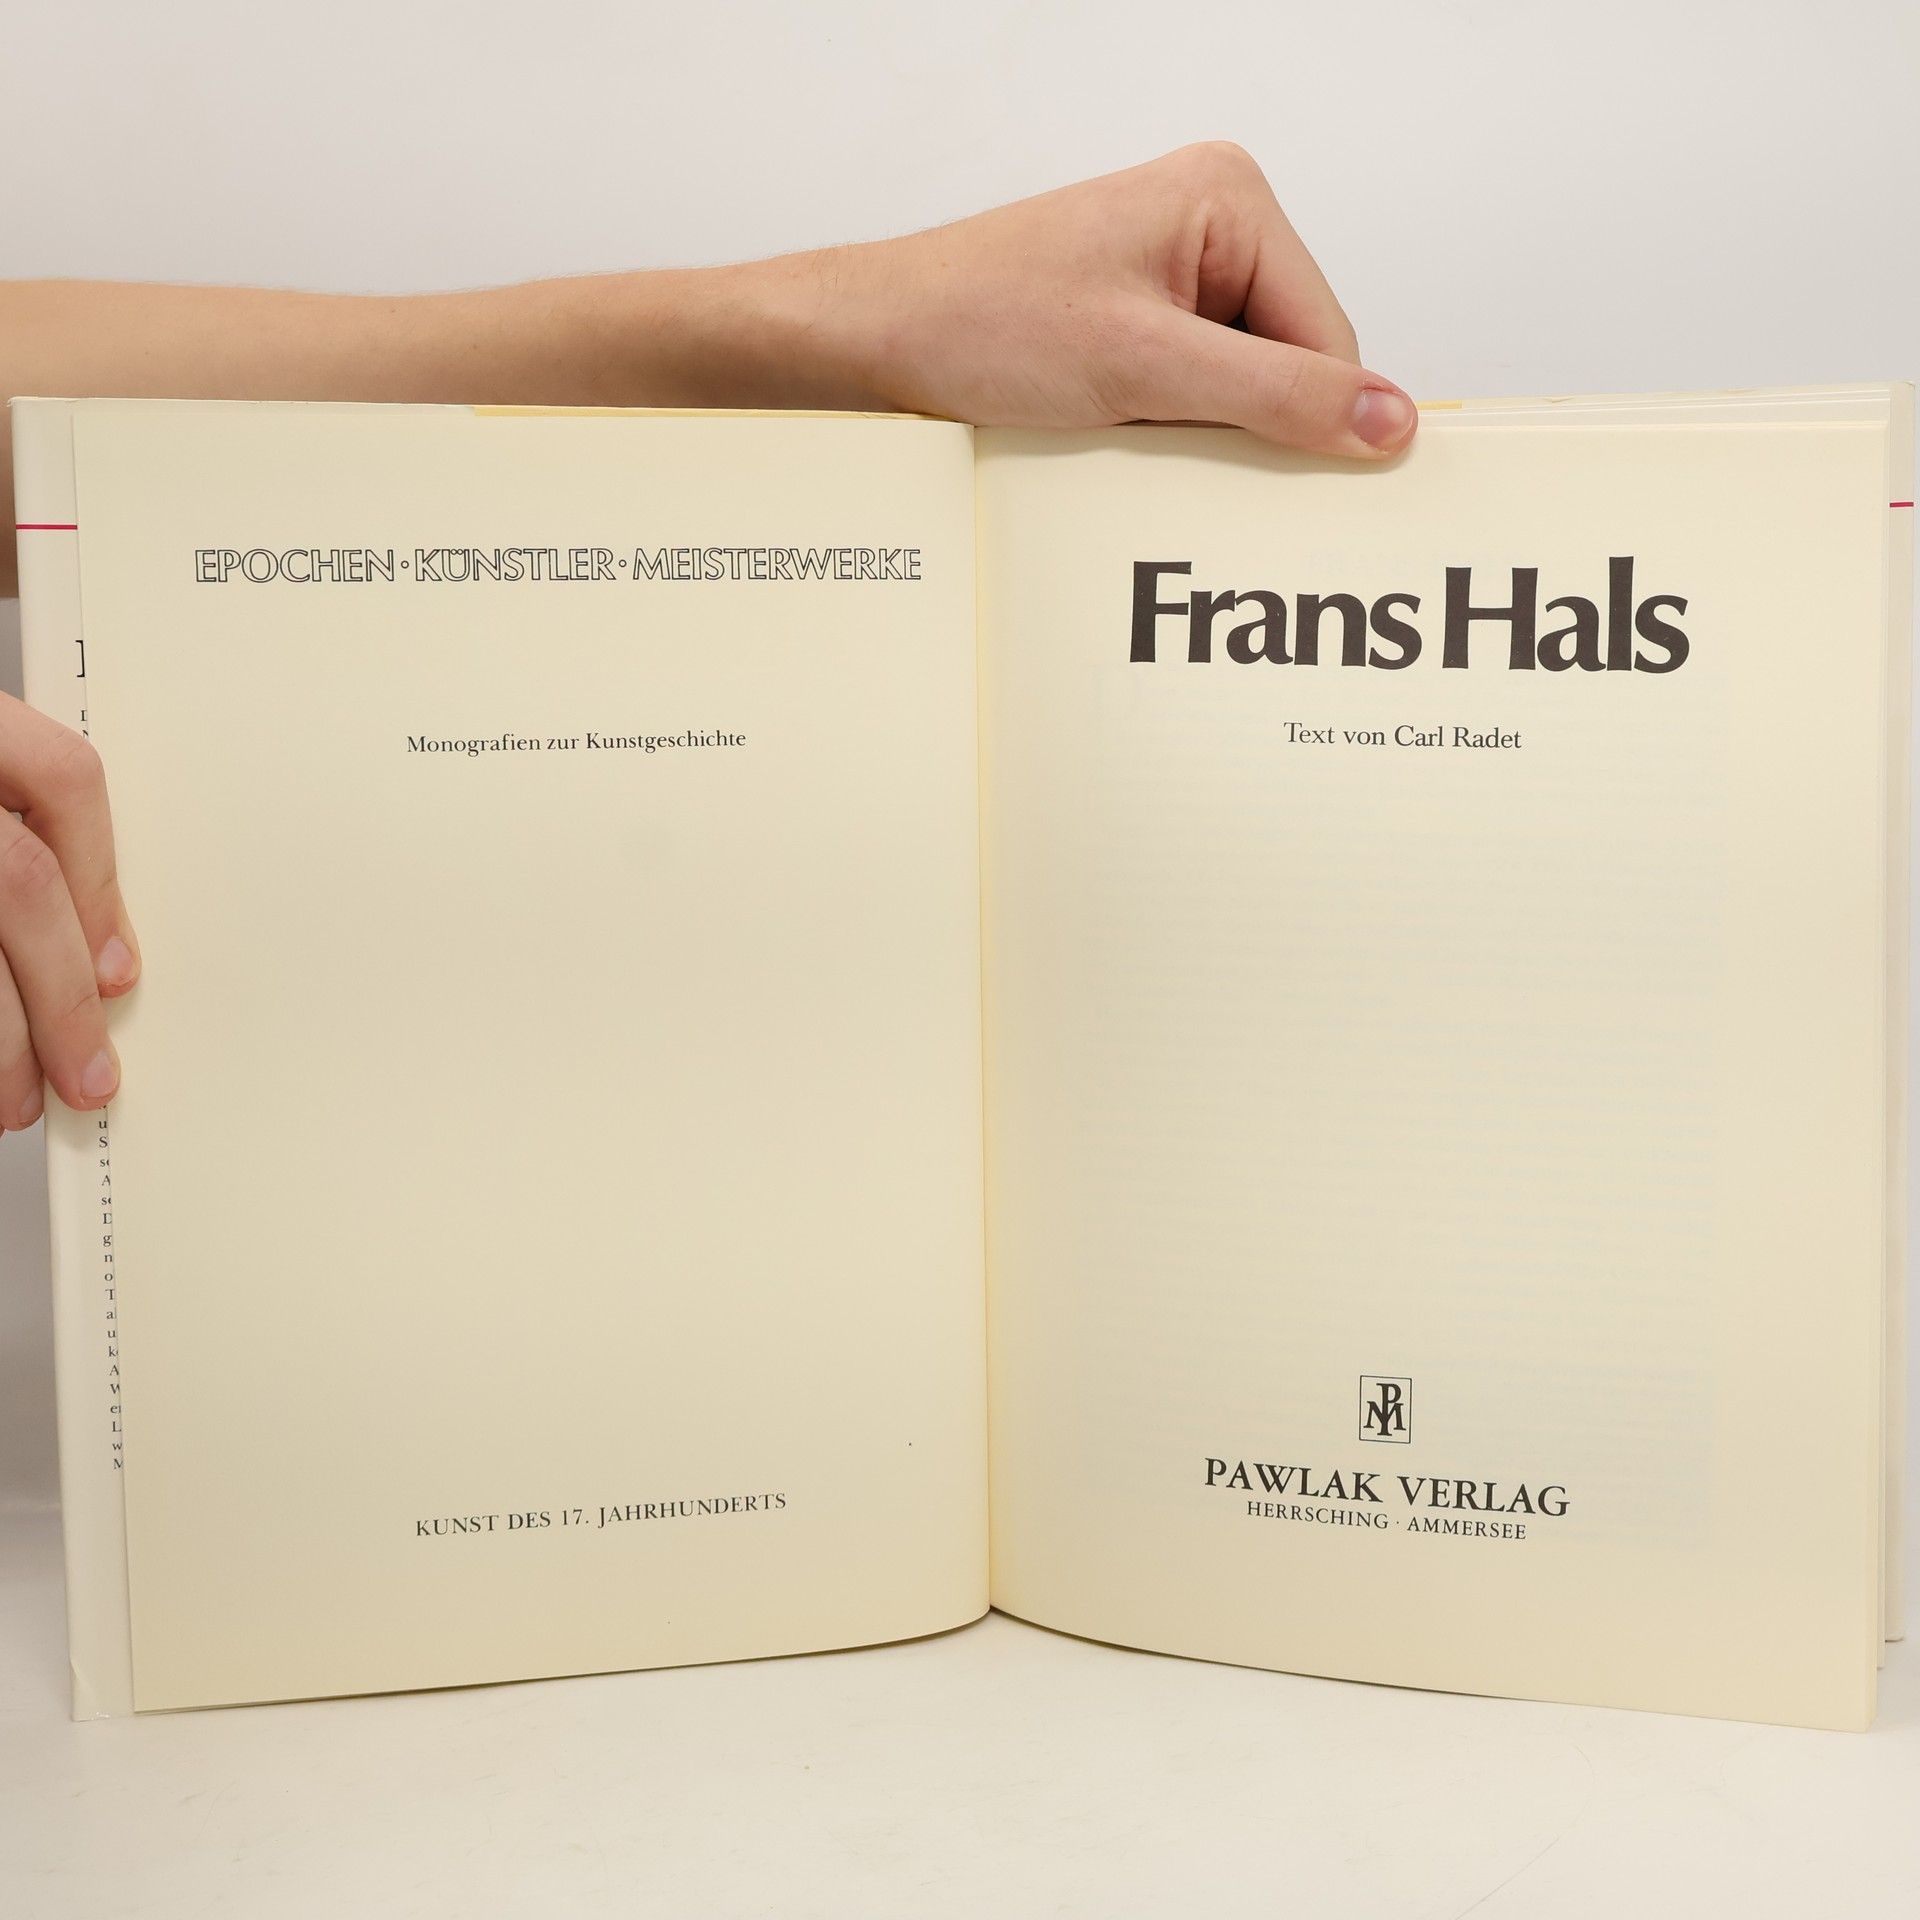 EPOCHEN · KÜNSTLER · MEISTERWERKE
Monografien zur Kunstgeschichte
KUNST DES 17. JAHRHUNDERTS
Frans Hals
Text von Carl Radet
PAWLAK VERLAG
HERRSCHING · AMMERSEE